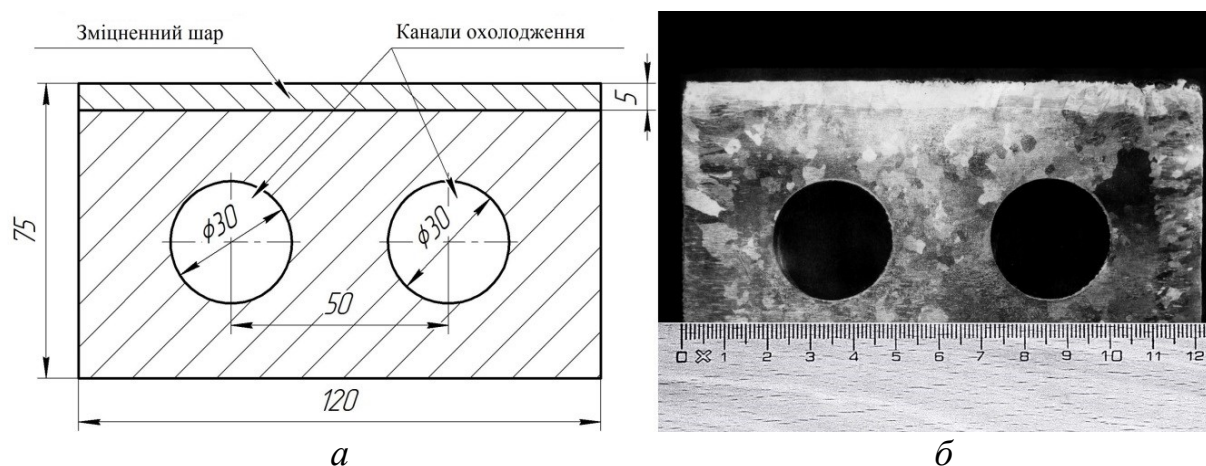 Зміцненний шар
Канали охолодження
5
75
ϕ30
ϕ30
50
120
0 1 2 3 4 5 6 7 8 9 10 11 12
а
б